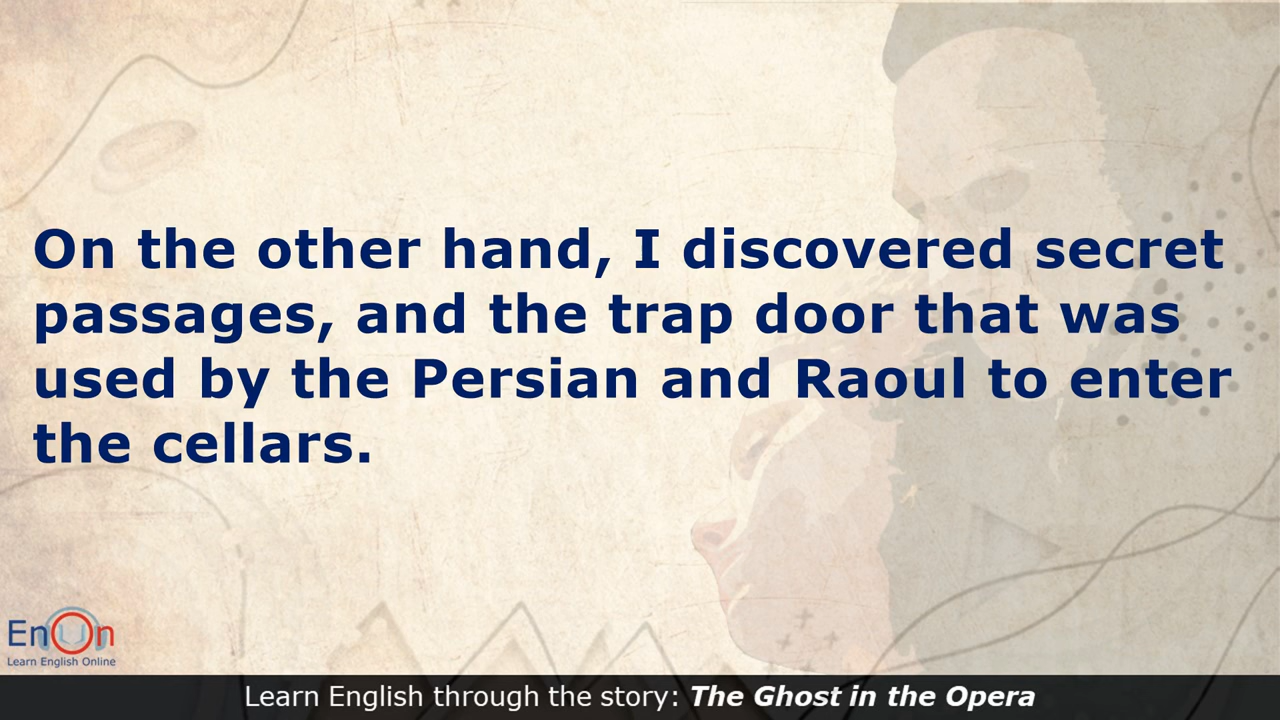 On the other hand, I discovered secret
passages, and the trap door that was
used by the Persian and Raoul to enter
the cellars.
EnOn
Learn English Online
Learn English through the story: The Ghost in the Opera